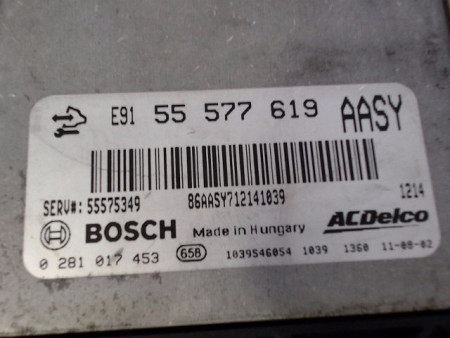 E91 55 577 619 AASY
SERV#: 55575349 86AASY712141039 1214
BOSCH Made in Hungary ACDelco
0 281 017 453 658 1039S46054 1039 1360 11-08-02